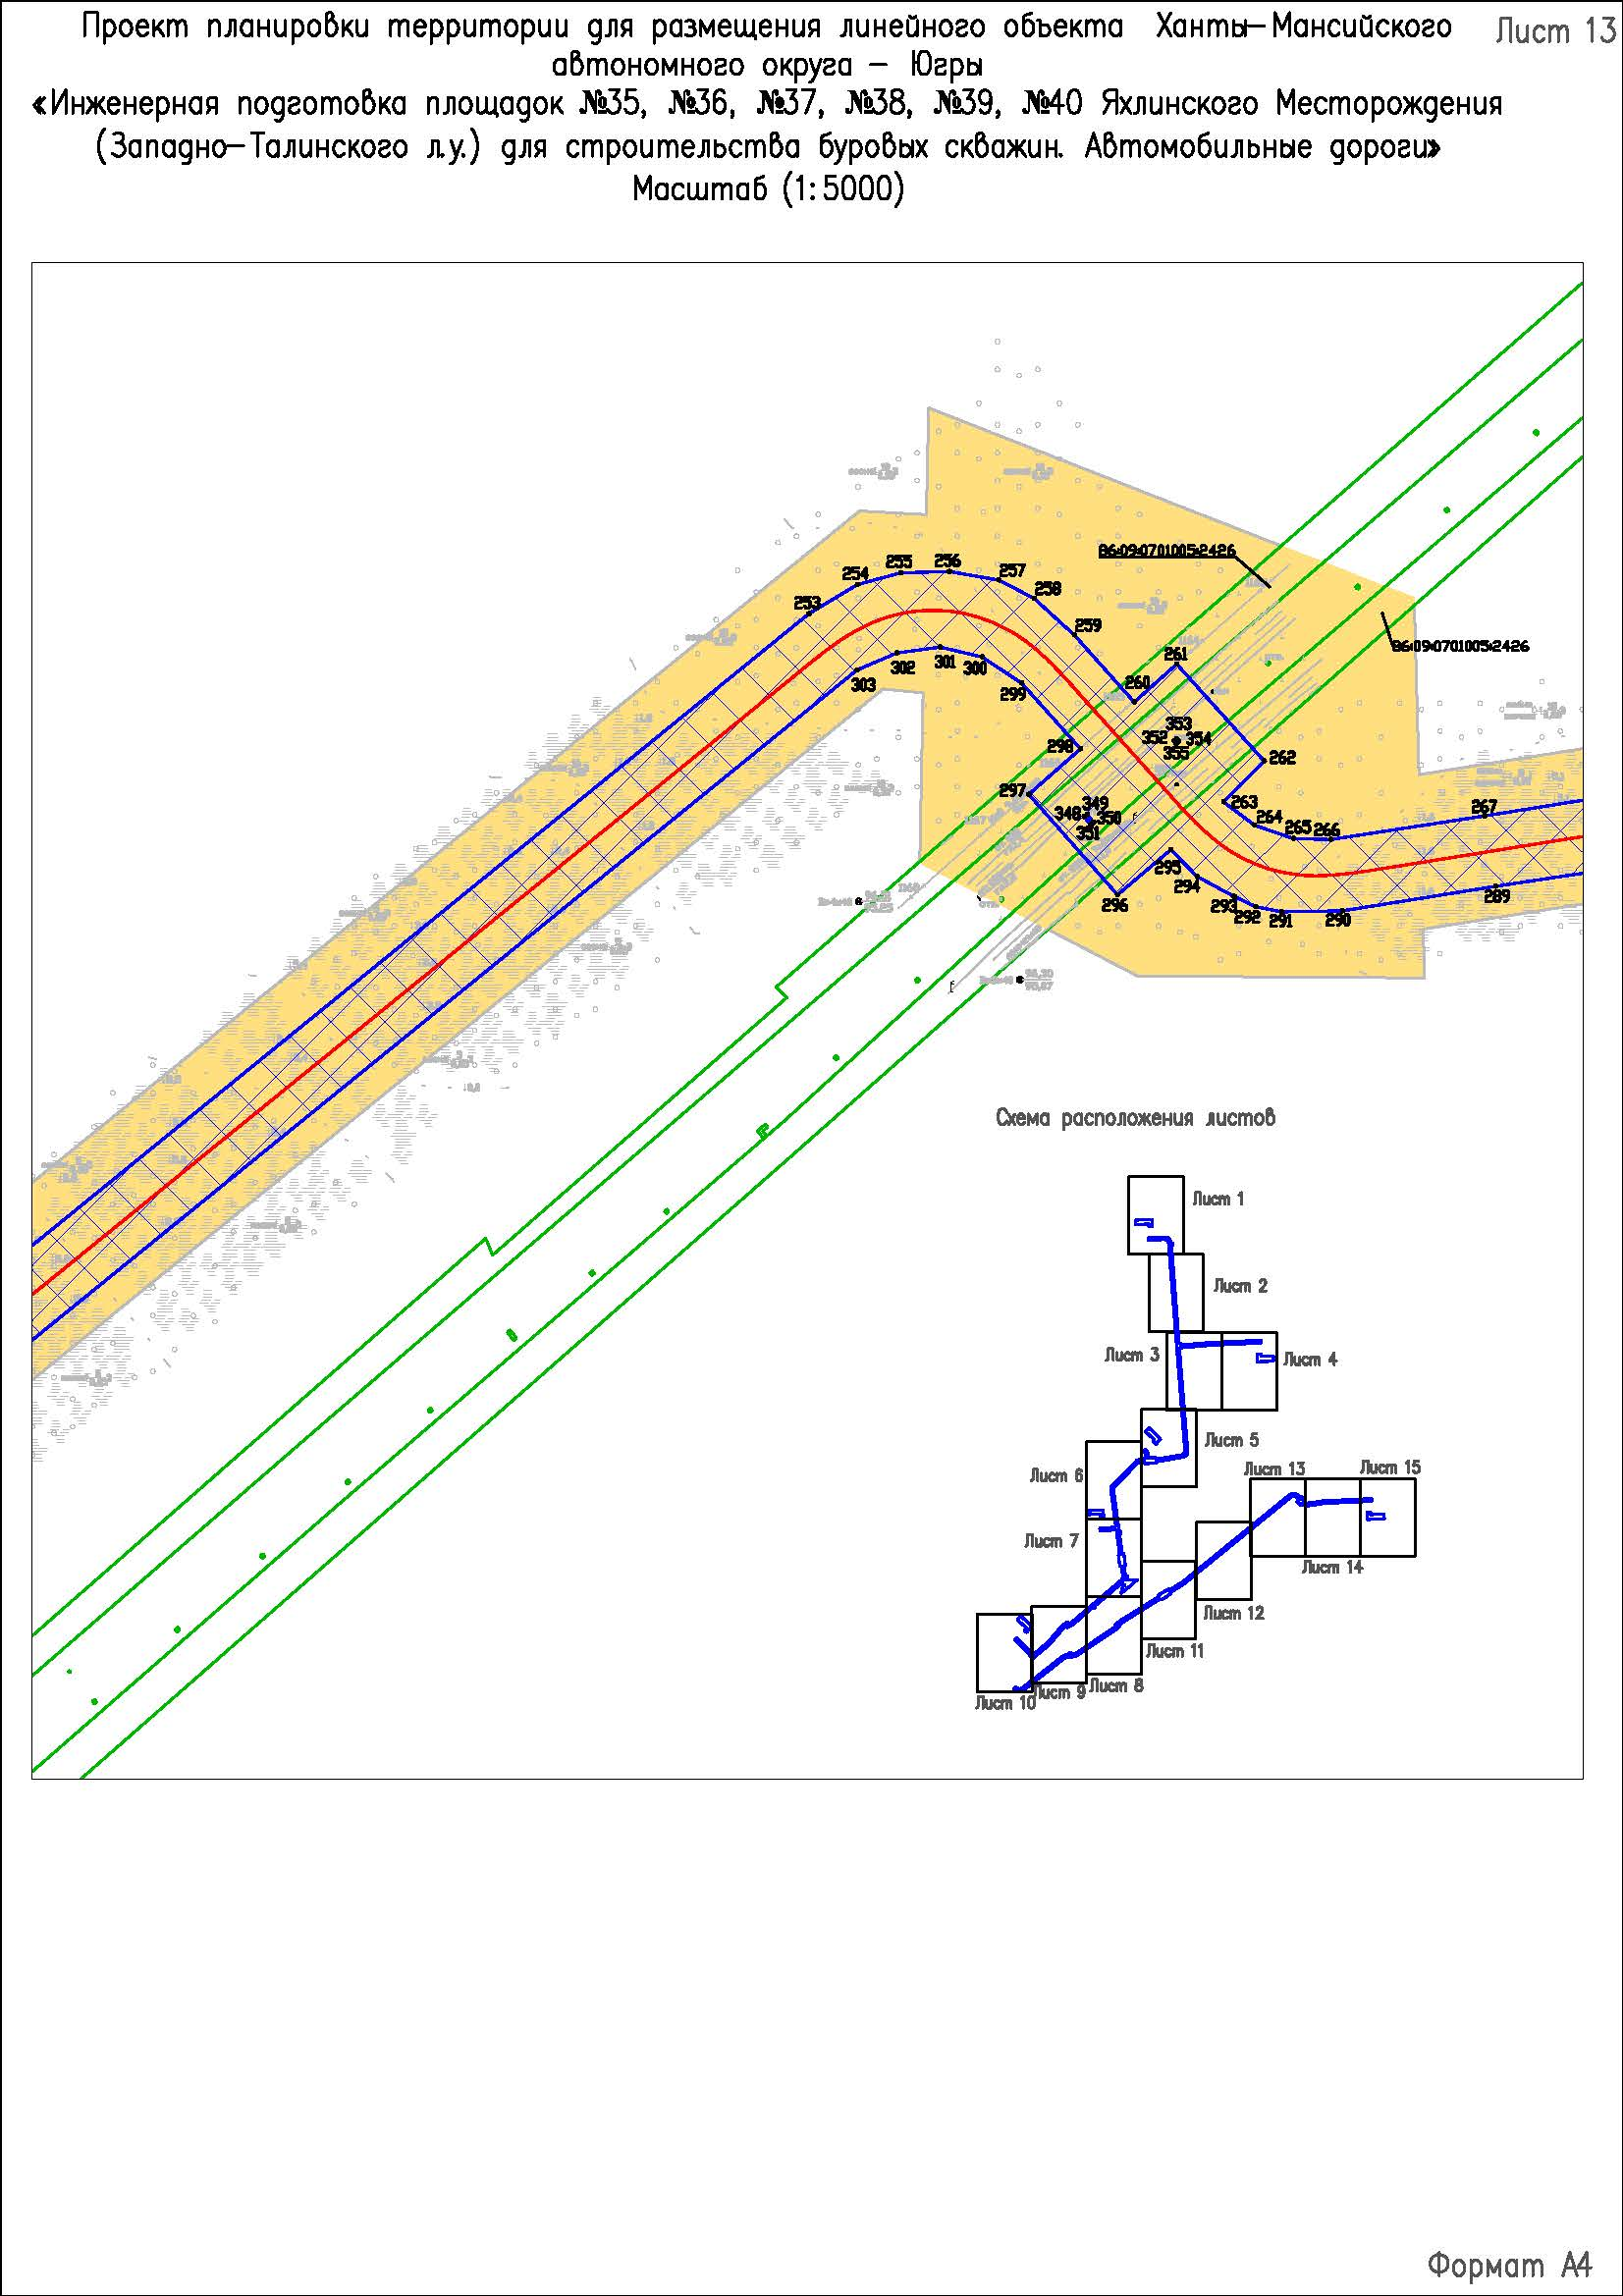 Проект планировки территории для размещения линейного объекта Ханты-Мансийского
автономного округа - Югры
«Инженерная подготовка площадок №35, №36, №37, №38, №39, №40 Яхлинского Месторождения
(Западно-Талинского л.у.) для строительства буровых скважин. Автомобильные дороги»
Масштаб (1:5000)
Лист 13
86:09:0701005:2426
86:09:0701005:2426
253
254
255
256
257
258
259
260
261
262
263
264
265
266
267
289
290
291
292
293
294
295
296
297
298
299
300
301
302
303
348
349
350
351
352
353
354
355
Схема расположения листов
Лист 1
Лист 2
Лист 3
Лист 4
Лист 5
Лист 6
Лист 13
Лист 15
Лист 7
Лист 14
Лист 12
Лист 11
Лист 8
Лист 9
Лист 10
Формат А4